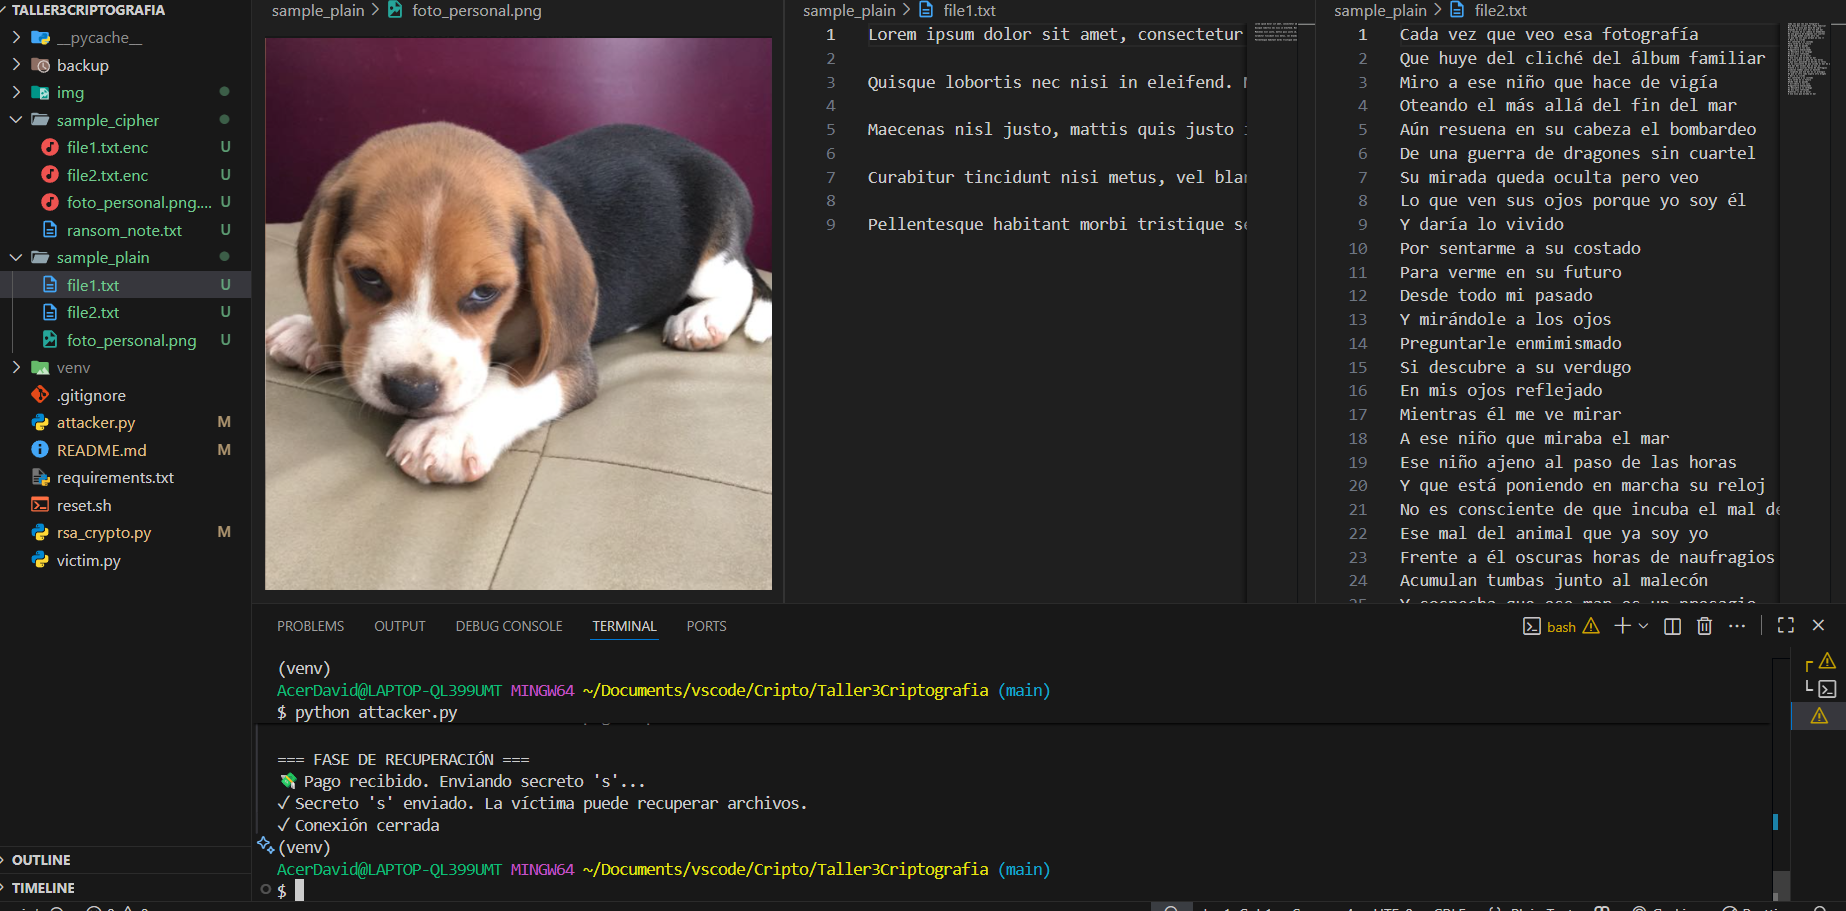 TALLER3CRIPTOGRAFIA
__pycache__
backup
img
sample_cipher
file1.txt.enc U
file2.txt.enc U
foto_personal.png.... U
ransom_note.txt U
sample_plain
file1.txt U
file2.txt U
foto_personal.png U
venv
.gitignore
attacker.py M
README.md M
requirements.txt
reset.sh
rsa_crypto.py M
victim.py
OUTLINE
TIMELINE
sample_plain > foto_personal.png
sample_plain > file1.txt
1 Lorem ipsum dolor sit amet, consectetur
2
3 Quisque lobortis nec nisi in eleifend.
4
5 Maecenas nisl justo, mattis quis justo
6
7 Curabitur tincidunt nisi metus, vel blan
8
9 Pellentesque habitant morbi tristique se
sample_plain > file2.txt
1 Cada vez que veo esa fotografía
2 Que huye del cliché del álbum familiar
3 Miro a ese niño que hace de vigía
4 Oteando el más allá del fin del mar
5 Aún resuena en su cabeza el bombardeo
6 De una guerra de dragones sin cuartel
7 Su mirada queda oculta pero veo
8 Lo que ven sus ojos porque yo soy él
9 Y daría lo vivido
10 Por sentarme a su costado
11 Para verme en su futuro
12 Desde todo mi pasado
13 Y mirándole a los ojos
14 Preguntarle enmimismado
15 Si descubre a su verdugo
16 En mis ojos reflejado
17 Mientras él me ve mirar
18 A ese niño que miraba el mar
19 Ese niño ajeno al paso de las horas
20 Y que está poniendo en marcha su reloj
21 No es consciente de que incuba el mal de
22 Ese mal del animal que ya soy yo
23 Frente a él oscuras horas de naufragios
24 Acumulan tumbas junto al malecón
PROBLEMS OUTPUT DEBUG CONSOLE TERMINAL PORTS
bash
(venv)
AcerDavid@LAPTOP-QL399UMT MINGW64 ~/Documents/vscode/Cripto/Taller3Criptografia (main)
$ python attacker.py
=== FASE DE RECUPERACIÓN ===
💸 Pago recibido. Enviando secreto 's'...
✓ Secreto 's' enviado. La víctima puede recuperar archivos.
✓ Conexión cerrada
(venv)
AcerDavid@LAPTOP-QL399UMT MINGW64 ~/Documents/vscode/Cripto/Taller3Criptografia (main)
$